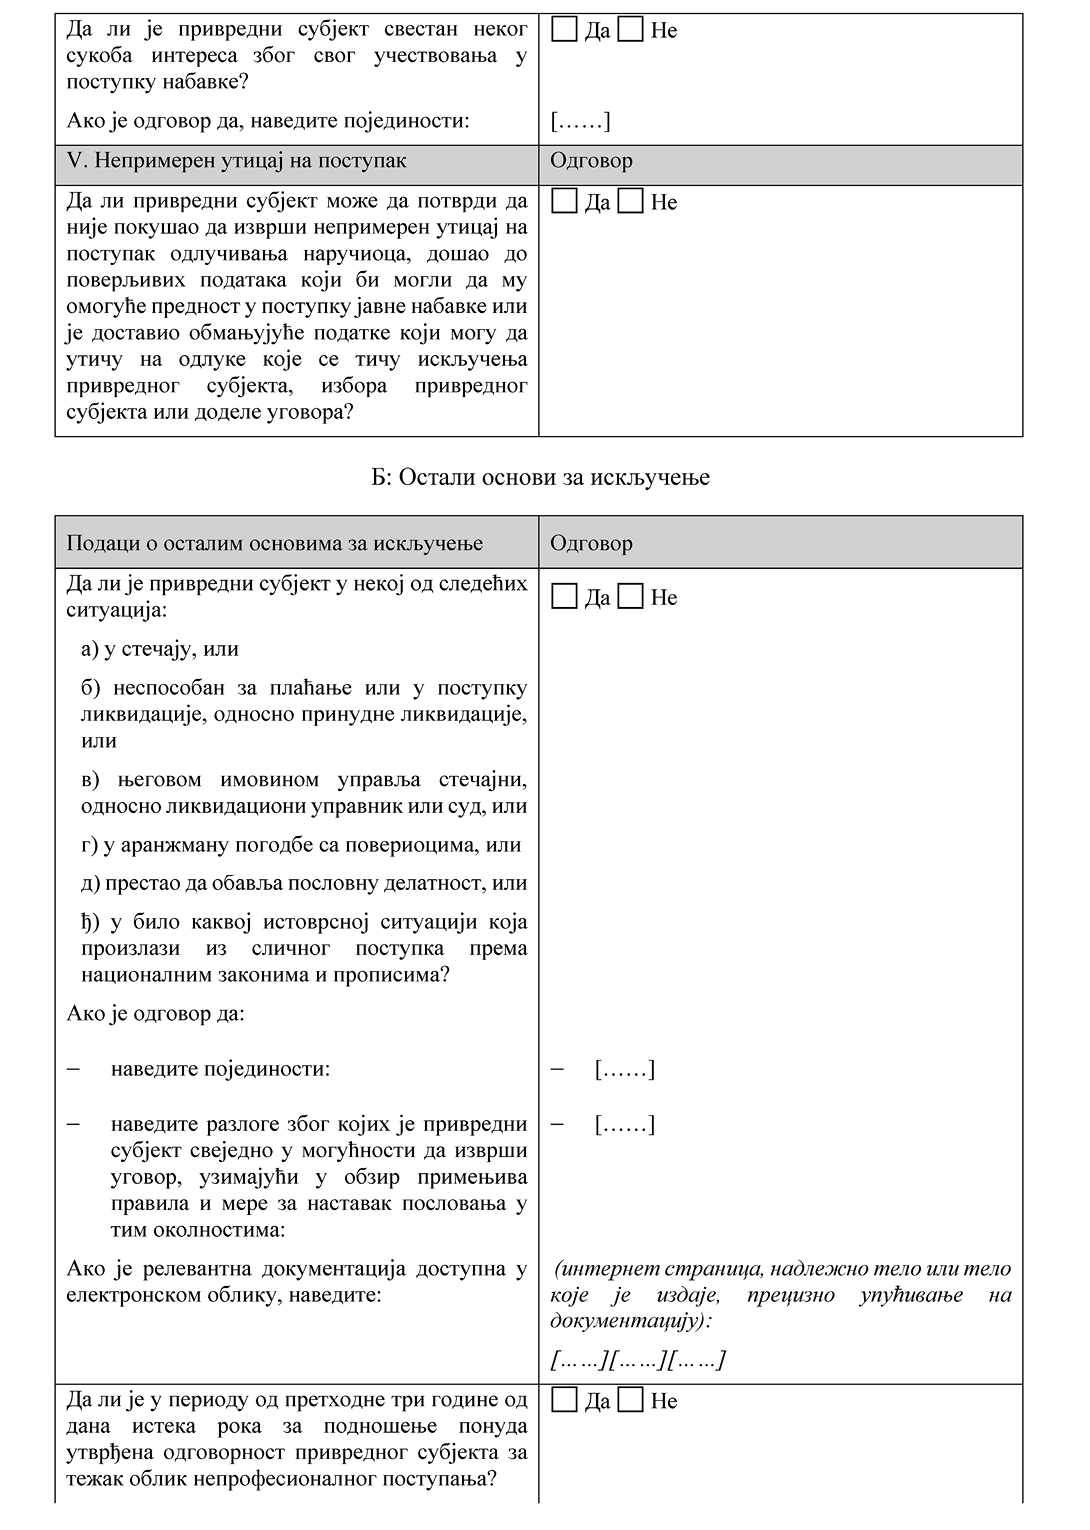 Да ли је привредни субјект свестан неког
сукоба интереса због свог учествовања у
поступку набавке?
Да Не
Ако је одговор да, наведите појединости:
[……]
V. Непримерен утицај на поступак
Одговор
Да ли привредни субјект може да потврди да
није покушао да изврши непримерен утицај на
поступак одлучивања наручиоца, дошао до
поверљивих података који би могли да му
омогуће предност у поступку јавне набавке или
је доставио обмањујуће податке који могу да
утичу на одлуке које се тичу искључења
привредног субјекта, избора привредног
субјекта или доделе уговора?
Да Не
Б: Остали основи за искључење
Подаци о осталим основима за искључење
Одговор
Да ли је привредни субјект у некој од следећих
ситуација:
Да Не
а) у стечају, или
б) неспособан за плаћање или у поступку
ликвидације, односно принудне ликвидације,
или
в) његовом имовином управља стечајни,
односно ликвидациони управник или суд, или
г) у аранжману погодбе са повериоцима, или
д) престао да обавља пословну делатност, или
ђ) у било каквој истоврсној ситуацији која
произлази из сличног поступка према
националним законима и прописима?
Ако је одговор да:
– наведите појединости:
– [……]
– наведите разлоге због којих је привредни
субјект свеједно у могућности да изврши
уговор, узимајући у обзир примењива
правила и мере за наставак пословања у
тим околностима:
– [……]
Ако је релевантна документација доступна у
електронском облику, наведите:
(интернет страница, надлежно тело или тело
које је издаје, прецизно упућивање на
документацију):
[……][……][……]
Да ли је у периоду од претходне три године од
дана истека рока за подношење понуда
утврђена одговорност привредног субјекта за
тежак облик непрофесионалног поступања?
Да Не